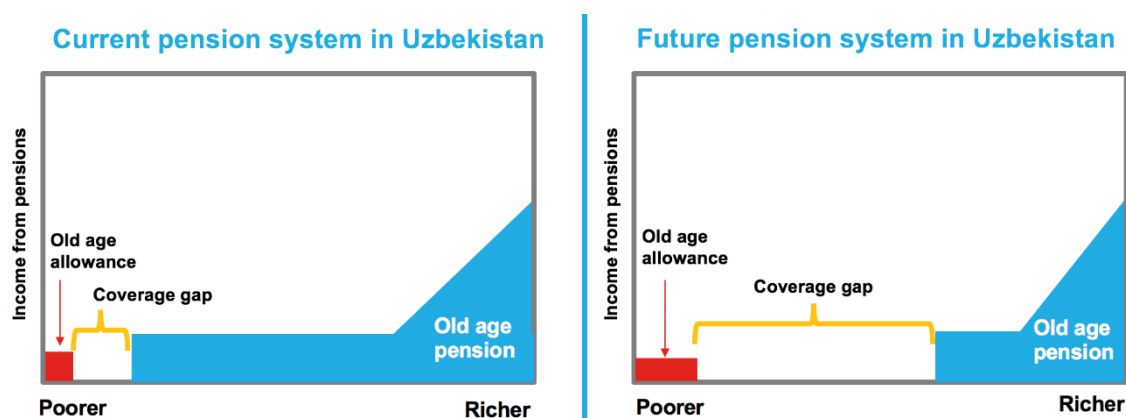 Current pension system in Uzbekistan
Income from pensions
Old age
allowance
Coverage gap
Old age
pension
Poorer
Richer
Future pension system in Uzbekistan
Income from pensions
Old age
allowance
Coverage gap
Old age
pension
Poorer
Richer